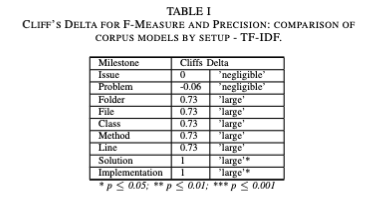 TABLE I
CLIFF'S DELTA FOR F-MEASURE AND PRECISION: COMPARISON OF
CORPUS MODELS BY SETUP - TF-IDF.
Milestone Cliffs Delta
Issue 0 'negligible'
Problem -0.06 'negligible'
Folder 0.73 'large'
File 0.73 'large'
Class 0.73 'large'
Method 0.73 'large'
Line 0.73 'large'
Solution 1 'large'*
Implementation 1 'large'*
* p ≤ 0.05; ** p ≤ 0.01; *** p ≤ 0.001